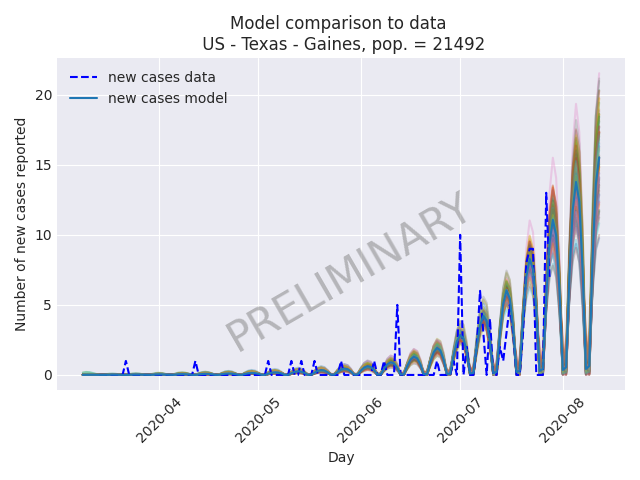 Model comparison to data
US - Texas - Gaines, pop. = 21492
new cases data
new cases model
Number of new cases reported
20
15
10
5
0
PRELIMINARY
2020-04
2020-05
2020-06
2020-07
2020-08
Day